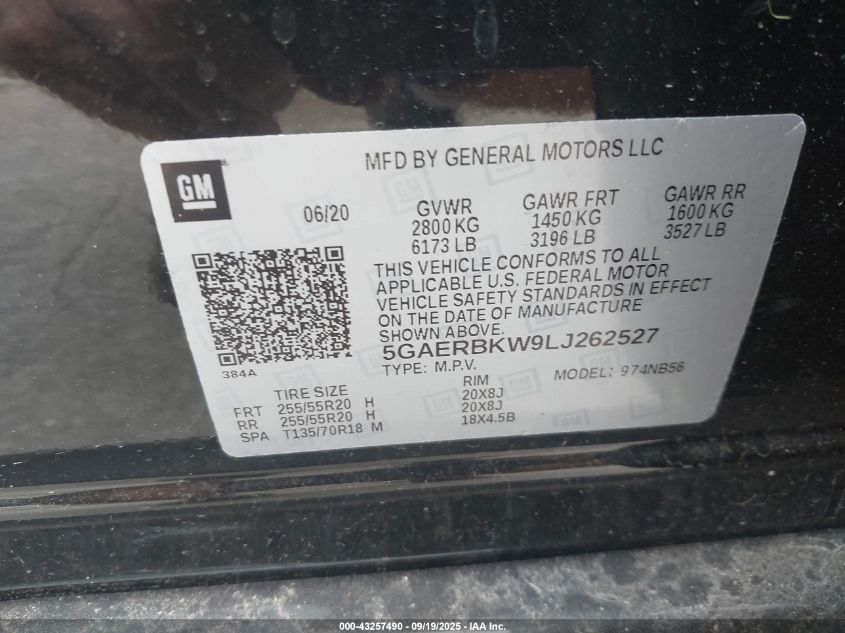 MFD BY GENERAL MOTORS LLC
GM
06/20 GVWR GAWR FRT GAWR RR
2800 KG 1450 KG 1600 KG
6173 LB 3196 LB 3527 LB
THIS VEHICLE CONFORMS TO ALL
APPLICABLE U.S. FEDERAL MOTOR
VEHICLE SAFETY STANDARDS IN EFFECT
ON THE DATE OF MANUFACTURE
SHOWN ABOVE.
5GAERBKW9LJ262527
384A
TYPE: M.P.V. MODEL: 974NB56
TIRE SIZE RIM
FRT 255/55R20 H 20X8J
RR 255/55R20 H 20X8J
SPA T135/70R18 M 18X4.5B
000-43257490 - 09/19/2025 - IAA Inc.